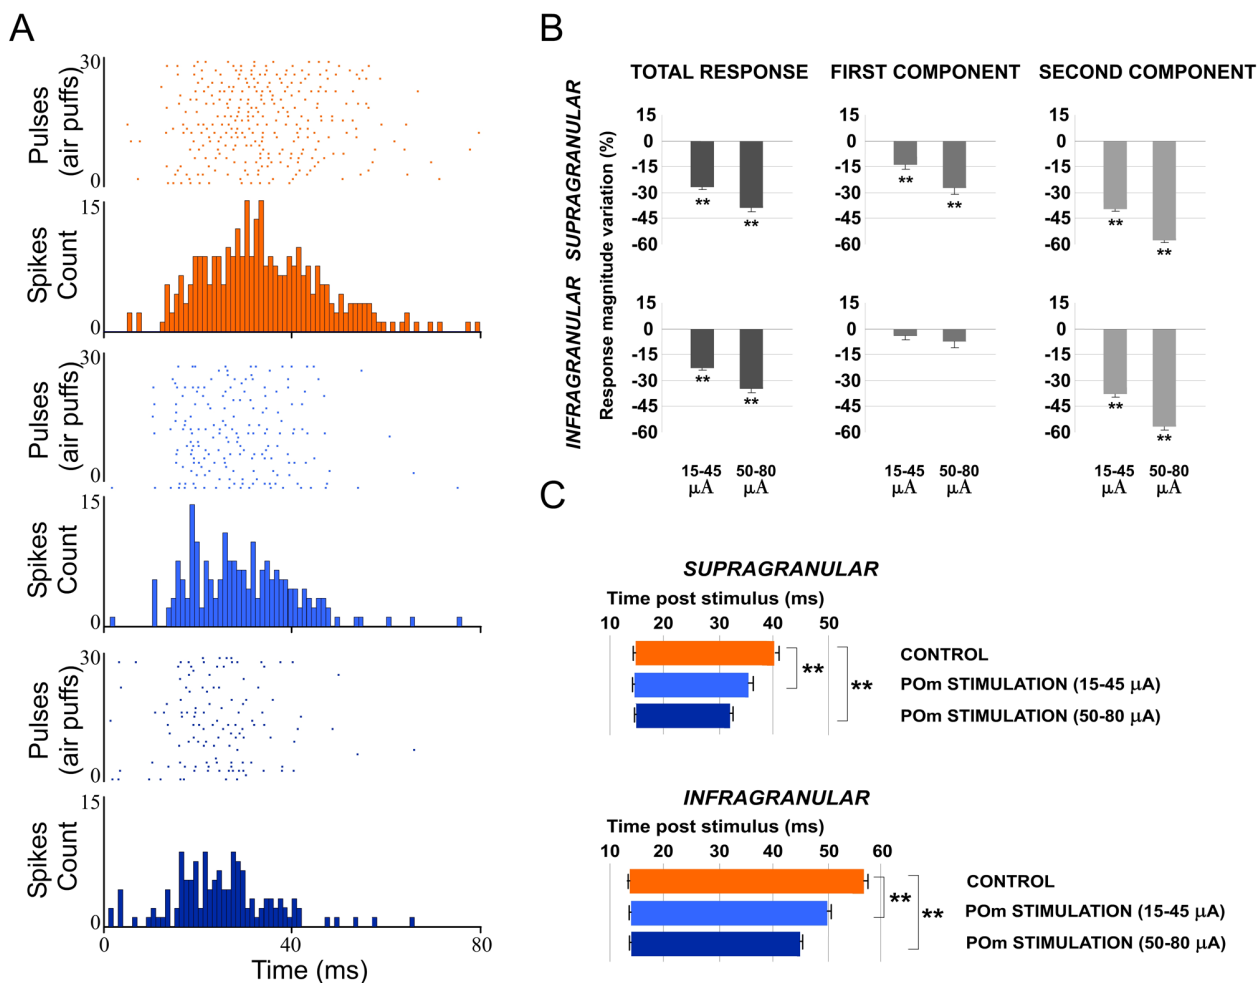 A
Pulses
(air puffs)
30
0
Spikes
Count
15
0
Pulses
(air puffs)
30
0
Spikes
Count
15
0
Pulses
(air puffs)
30
0
Spikes
Count
15
0
0 40 80
Time (ms)
B
TOTAL RESPONSE FIRST COMPONENT SECOND COMPONENT
SUPRAGRANULAR
INFRAGRANULAR
Response magnitude variation (%)
15 15 15
0 0 0
-15 -15 -15
-30 -30 -30
-45 -45 -45
-60 -60 -60
** ** ** ** ** **
15 15 15
0 0 0
-15 -15 -15
-30 -30 -30
-45 -45 -45
-60 -60 -60
** ** ** **
15-45 50-80 15-45 50-80 15-45 50-80
µA µA µA µA µA µA
C
SUPRAGRANULAR
Time post stimulus (ms)
10 20 30 40 50
** **
CONTROL
POm STIMULATION (15-45 µA)
POm STIMULATION (50-80 µA)
INFRAGRANULAR
Time post stimulus (ms)
10 20 30 40 50 60
** **
CONTROL
POm STIMULATION (15-45 µA)
POm STIMULATION (50-80 µA)